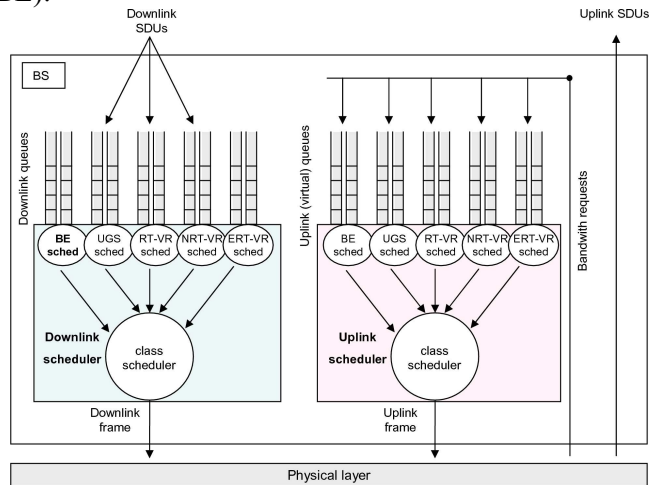 DL).
Downlink
SDUs
Uplink SDUs
BS
Downlink queues
Uplink (virtual) queues
Bandwith requests
BE
sched
UGS
sched
RT-VR
sched
NRT-VR
sched
ERT-VR
sched
BE
sched
UGS
sched
RT-VR
sched
NRT-VR
sched
ERT-VR
sched
Downlink
scheduler
class
scheduler
Uplink
scheduler
class
scheduler
Downlink
frame
Uplink
frame
Physical layer